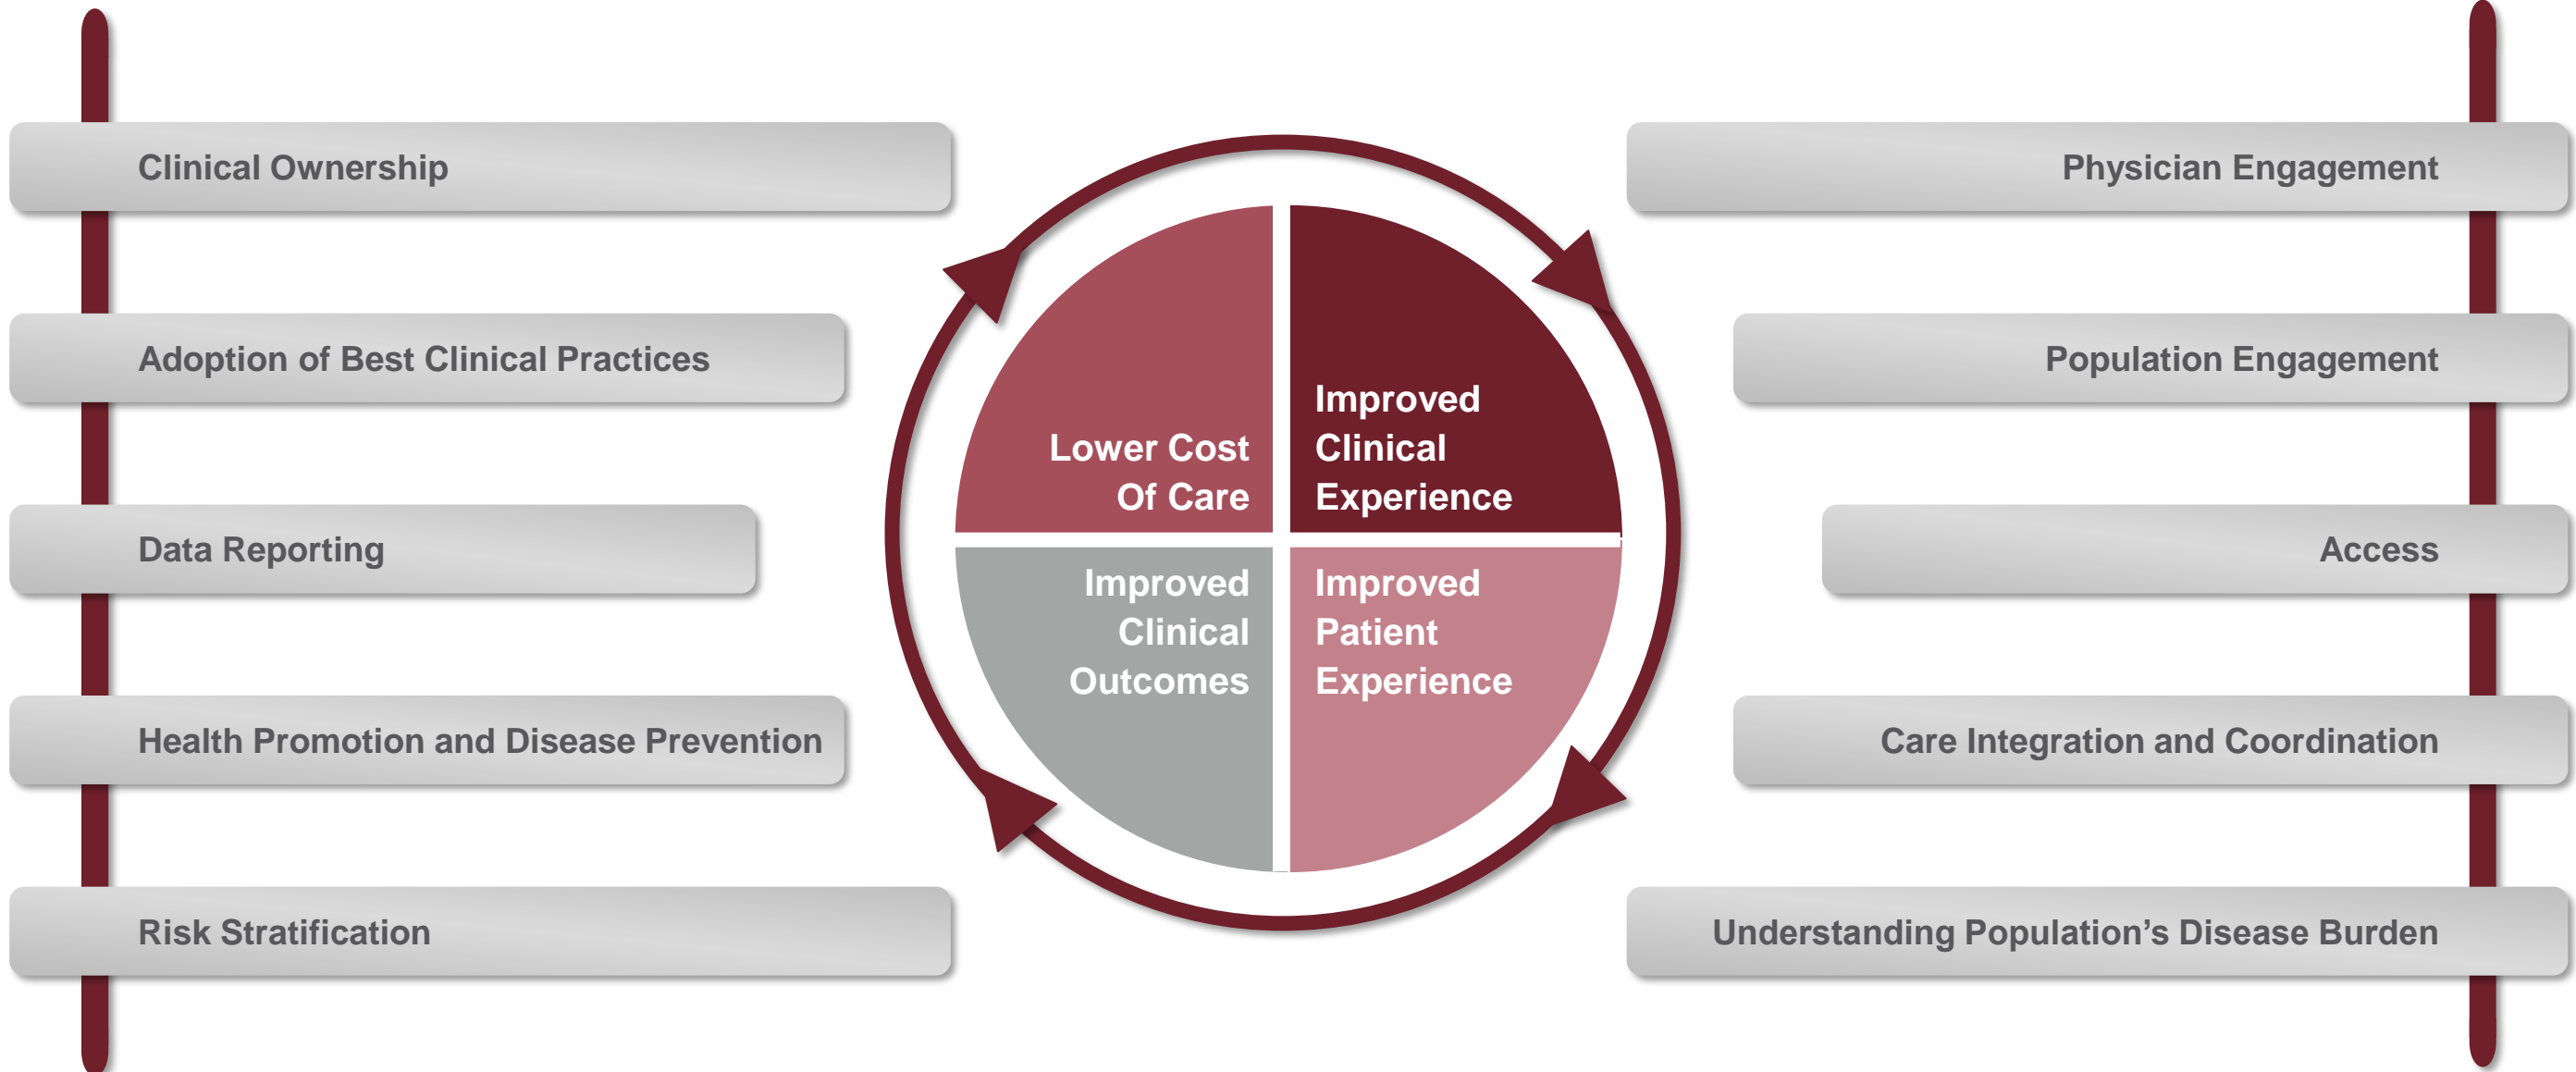 Clinical Ownership
Adoption of Best Clinical Practices
Data Reporting
Health Promotion and Disease Prevention
Risk Stratification
Lower Cost
Of Care
Improved
Clinical
Experience
Improved
Clinical
Outcomes
Improved
Patient
Experience
Physician Engagement
Population Engagement
Access
Care Integration and Coordination
Understanding Population’s Disease Burden